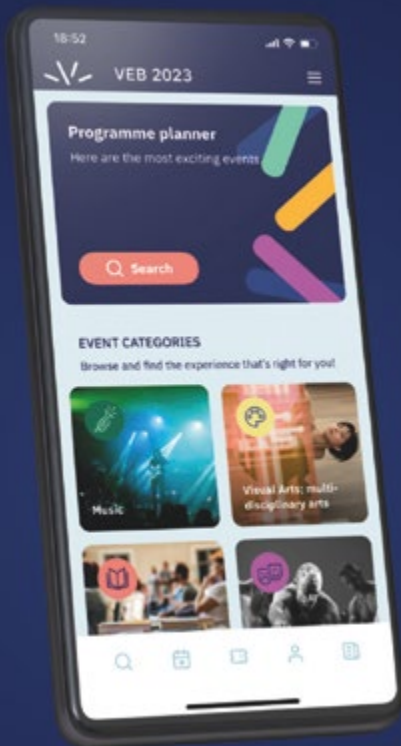 18:52
VEB 2023
Programme planner
Here are the most exciting events
Search
EVENT CATEGORIES
Browse and find the experience that's right for you!
Music
Visual Arts; multi-
disciplinary arts